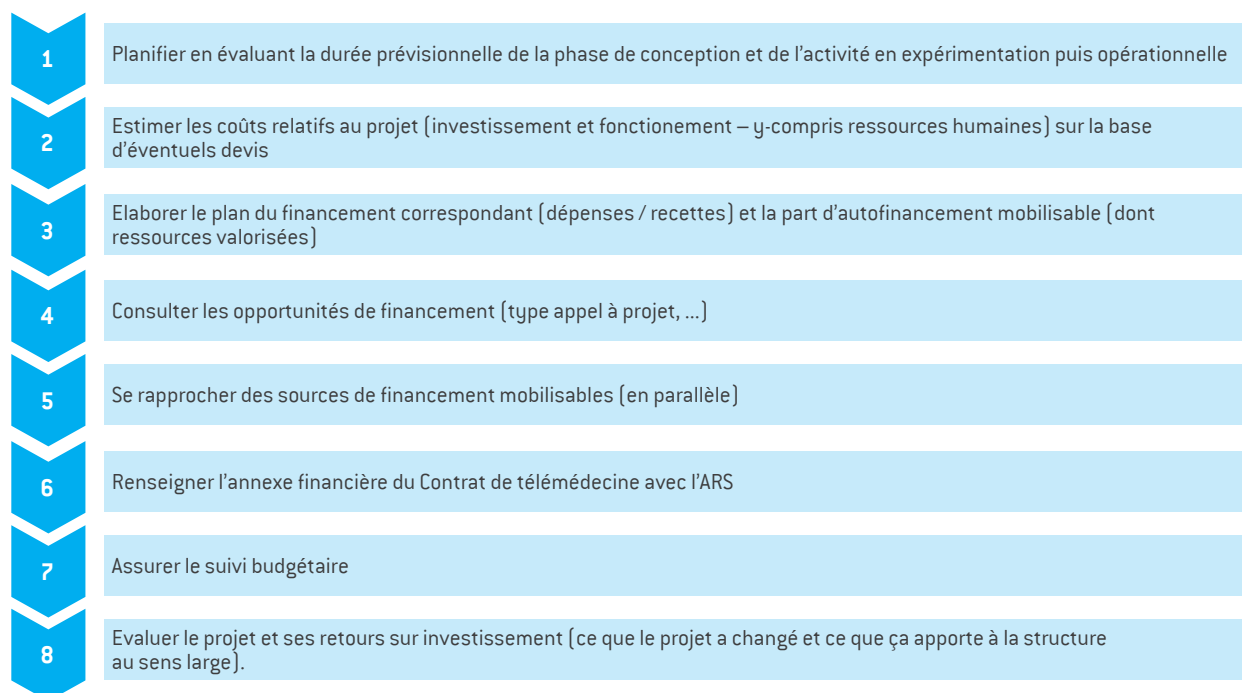 1
Planifier en évaluant la durée prévisionnelle de la phase de conception et de l'activité en expérimentation puis opérationnelle
2
Estimer les coûts relatifs au projet (investissement et fonctionement – y-compris ressources humaines) sur la base
d'éventuels devis
3
Elaborer le plan du financement correspondant (dépenses / recettes) et la part d'autofinancement mobilisable (dont
ressources valorisées)
4
Consulter les opportunités de financement (type appel à projet, ...)
5
Se rapprocher des sources de financement mobilisables (en parallèle)
6
Renseigner l'annexe financière du Contrat de télémédecine avec l'ARS
7
Assurer le suivi budgétaire
8
Evaluer le projet et ses retours sur investissement (ce que le projet a changé et ce que ça apporte à la structure
au sens large).